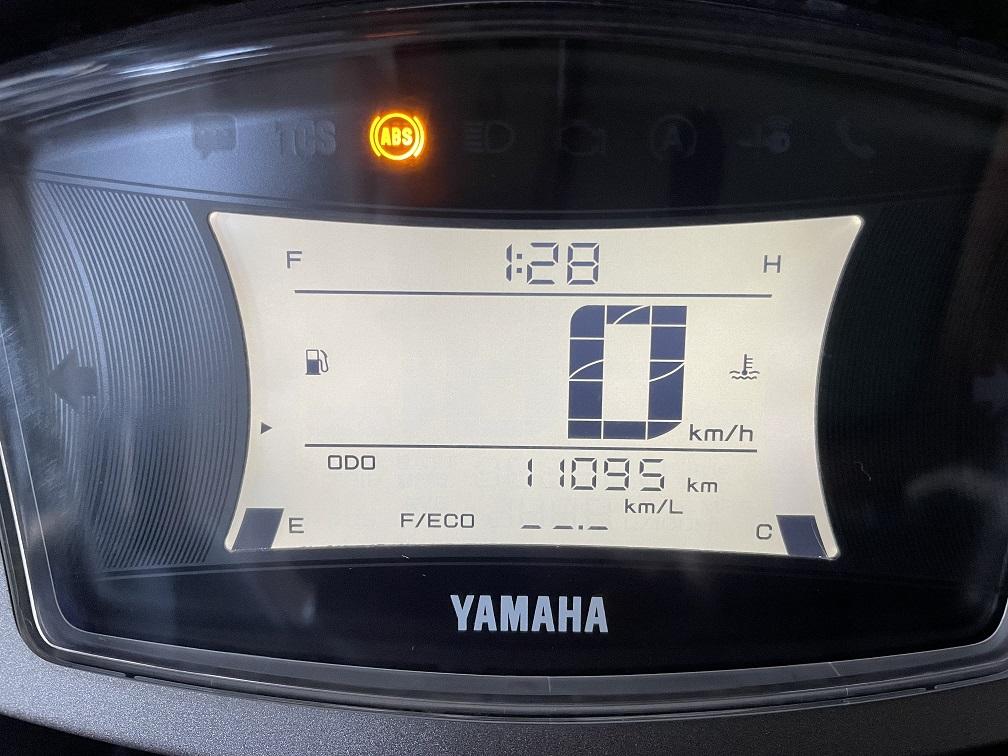 TCS ABS A
F 1:28 H
0 km/h
ODO 11095 km
km/L
E F/ECO --.- C
YAMAHA